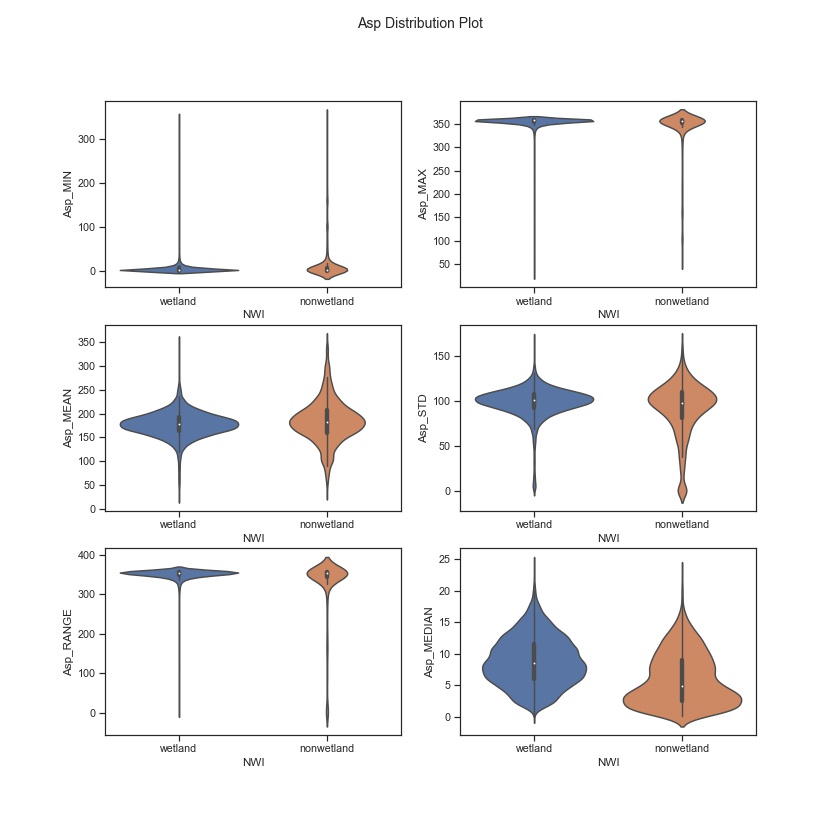 Asp Distribution Plot
Asp_MIN
300
200
100
0
wetland nonwetland
NWI
Asp_MAX
350
300
250
200
150
100
50
wetland nonwetland
NWI
Asp_MEAN
350
300
250
200
150
100
50
0
wetland nonwetland
NWI
Asp_STD
150
100
50
0
wetland nonwetland
NWI
Asp_RANGE
400
300
200
100
0
wetland nonwetland
NWI
Asp_MEDIAN
25
20
15
10
5
0
wetland nonwetland
NWI